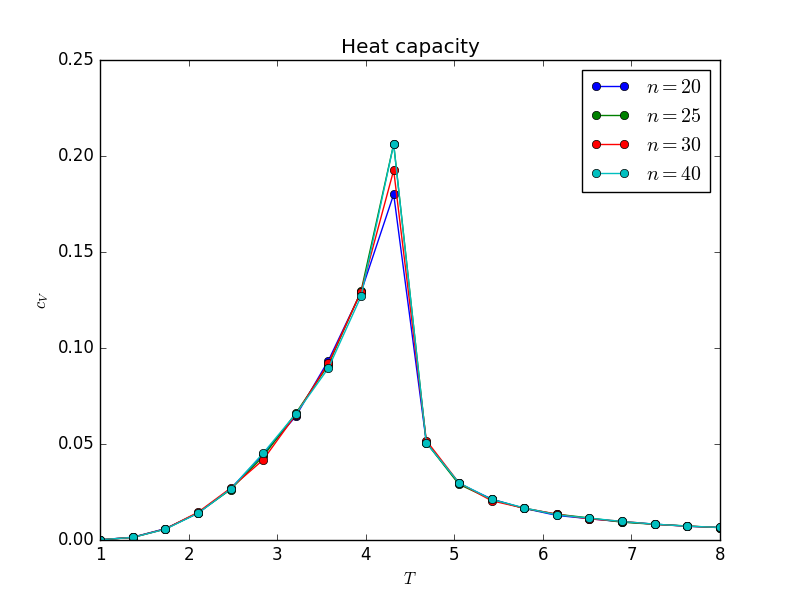 Heat capacity
0.25
0.20
0.15
0.10
0.05
0.00
c_V
1 2 3 4 5 6 7 8
T
n = 20
n = 25
n = 30
n = 40